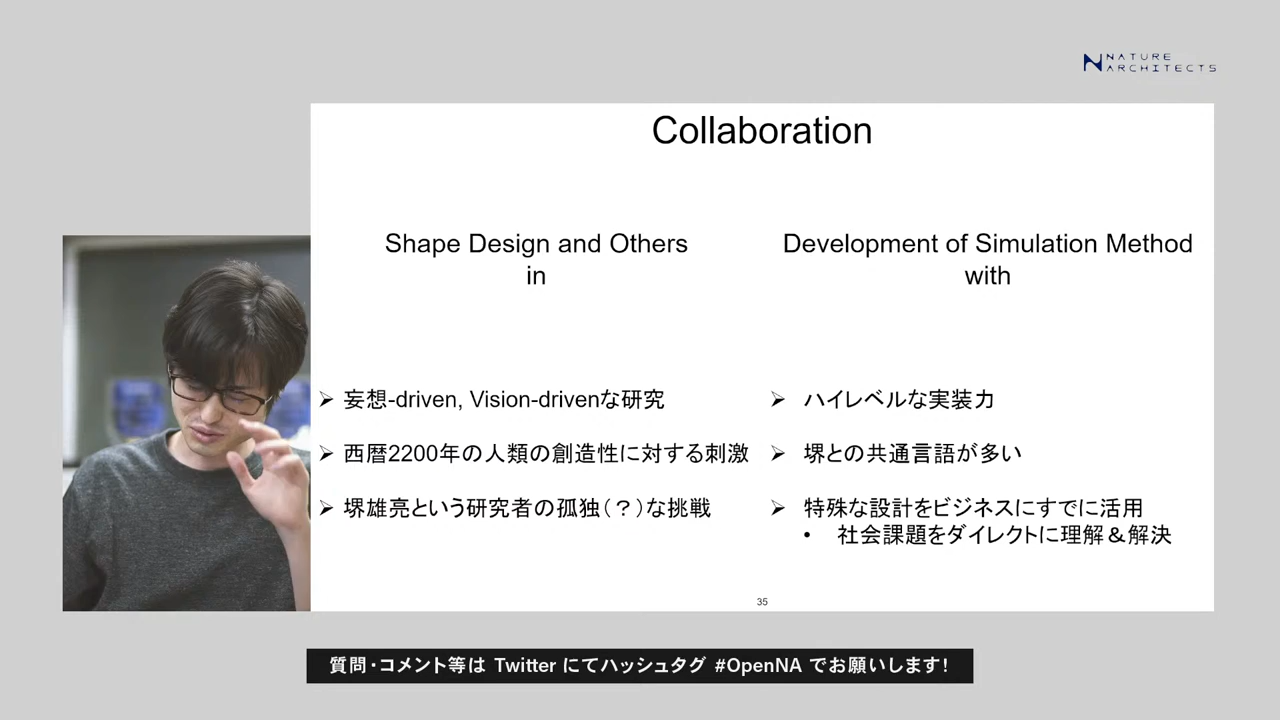 NATURE
ARCHITECTS
Collaboration
Shape Design and Others
in
妄想-driven, Vision-drivenな研究
西暦2200年の人類の創造性に対する刺激
堺雄亮という研究者の孤独(？)な挑戦
Development of Simulation Method
with
ハイレベルな実装力
堺との共通言語が多い
特殊な設計をビジネスにすでに活用
• 社会課題をダイレクトに理解＆解決
35
質問・コメント等は Twitter にてハッシュタグ #OpenNA でお願いします!